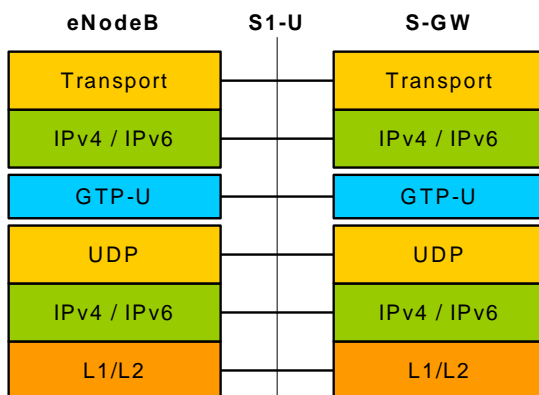 eNodeB S1-U S-GW
Transport Transport
IPv4 / IPv6 IPv4 / IPv6
GTP-U GTP-U
UDP UDP
IPv4 / IPv6 IPv4 / IPv6
L1/L2 L1/L2